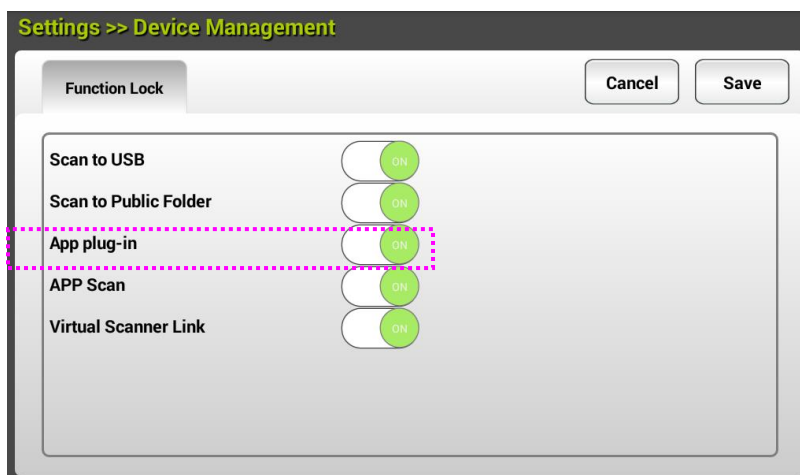 Settings >> Device Management
Function Lock
Cancel
Save
Scan to USB
ON
Scan to Public Folder
ON
App plug-in
ON
APP Scan
ON
Virtual Scanner Link
ON